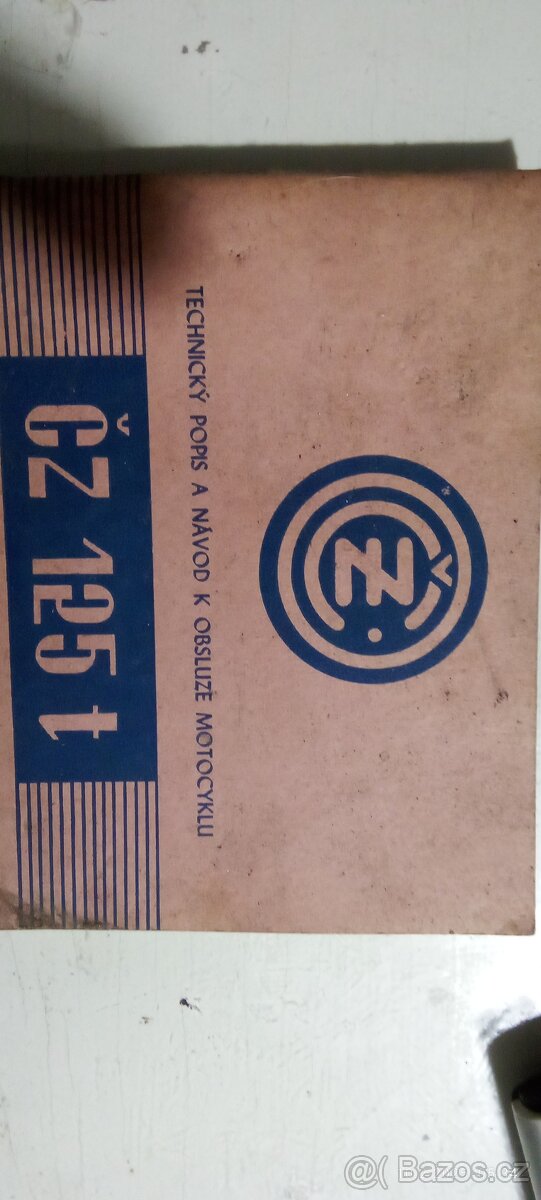 ČZ
TECHNICKÝ POPIS A NÁVOD K OBSLUZE MOTOCYKLU
ČZ 125 t
@Bazos.cz